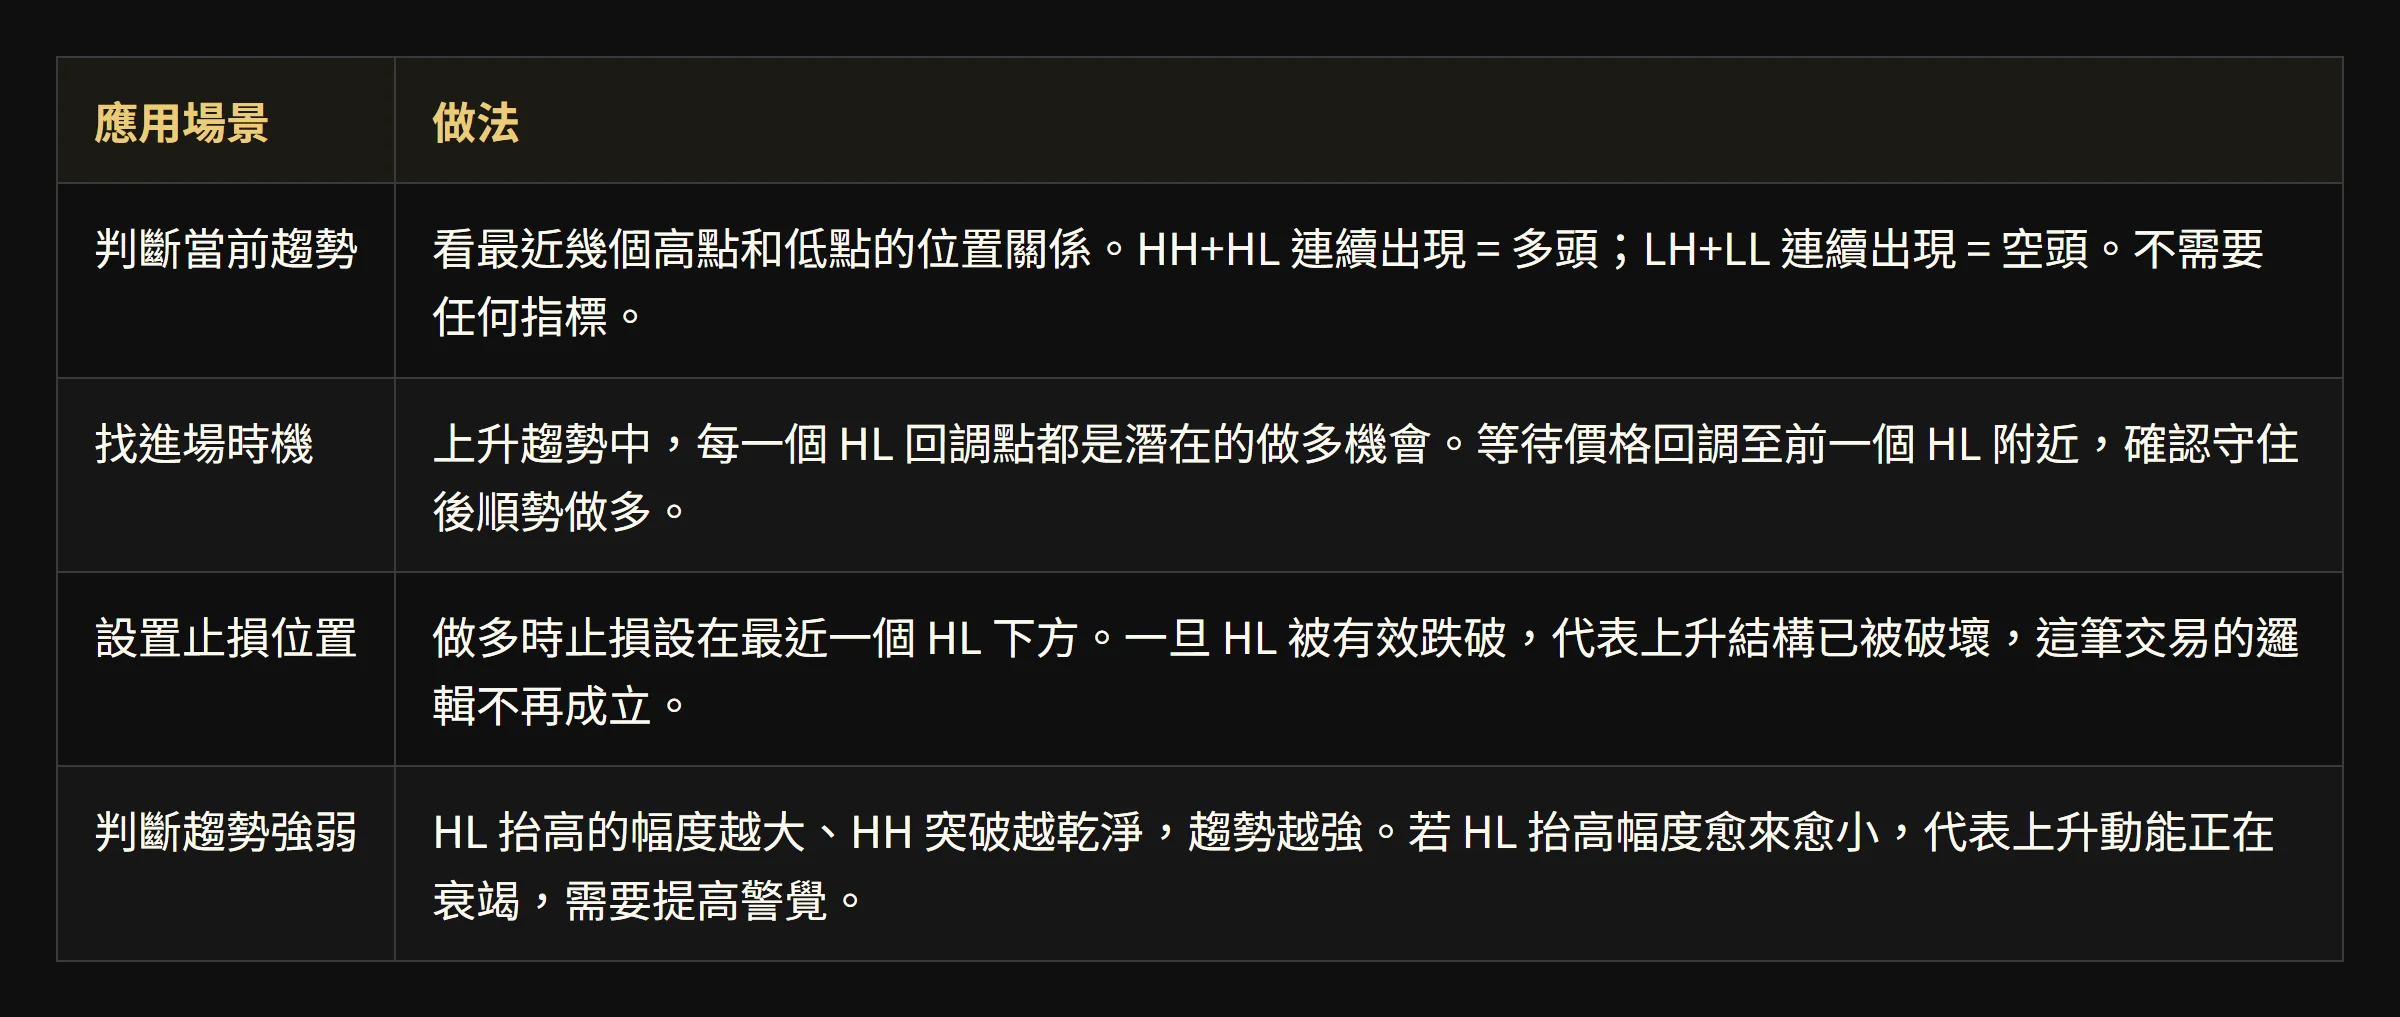 應用場景
做法
判斷當前趨勢
看最近幾個高點和低點的位置關係。HH+HL 連續出現 = 多頭；LH+LL 連續出現 = 空頭。不需要
任何指標。
找進場時機
上升趨勢中，每一個 HL 回調點都是潛在的做多機會。等待價格回調至前一個 HL 附近，確認守住
後順勢做多。
設置止損位置
做多時止損設在最近一個 HL 下方。一旦 HL 被有效跌破，代表上升結構已被破壞，這筆交易的邏
輯不再成立。
判斷趨勢強弱
HL 抬高的幅度越大、HH 突破越乾淨，趨勢越強。若 HL 抬高幅度愈來愈小，代表上升動能正在
衰竭，需要提高警覺。